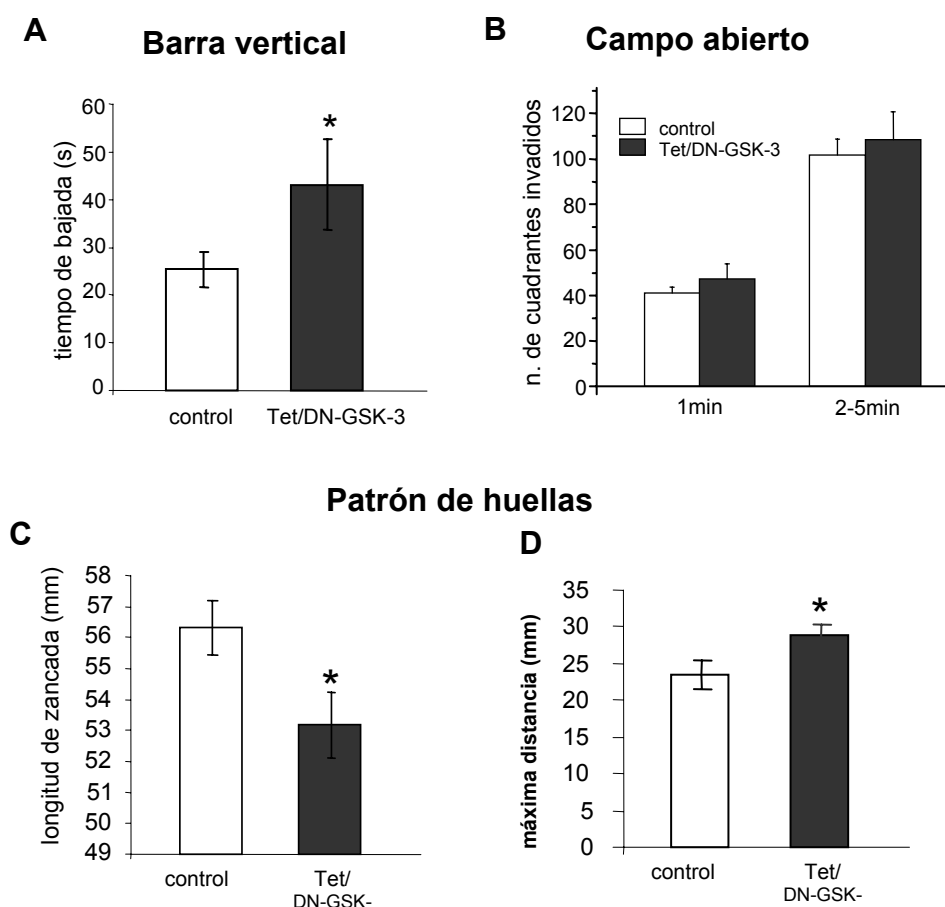 A
Barra vertical
tiempo de bajada (s)
60
50
40
30
20
10
0
*
control
Tet/DN-GSK-3
B
Campo abierto
n. de cuadrantes invadidos
120
100
80
60
40
20
0
control
Tet/DN-GSK-3
1min
2-5min
Patrón de huellas
C
longitud de zancada (mm)
58
57
56
55
54
53
52
51
50
49
*
control
Tet/
DN-GSK-
D
máxima distancia (mm)
35
30
25
20
15
10
5
0
*
control
Tet/
DN-GSK-